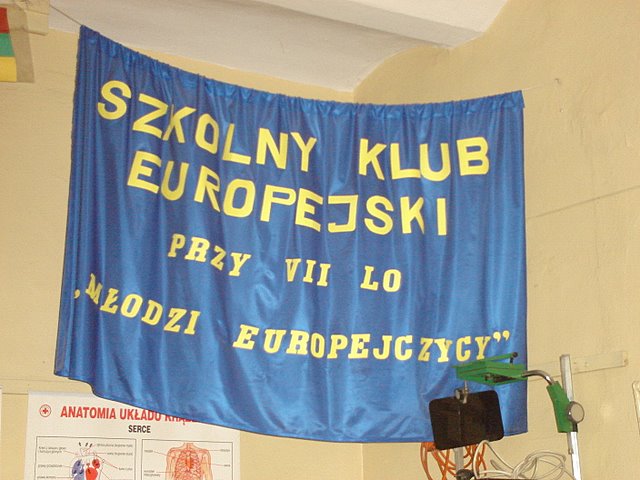 SZKOLNY KLUB
EUROPEJSKI
PRZY VII LO
„MŁODZI EUROPEJCZYCY”
ANATOMIA UKŁADU
SERCE